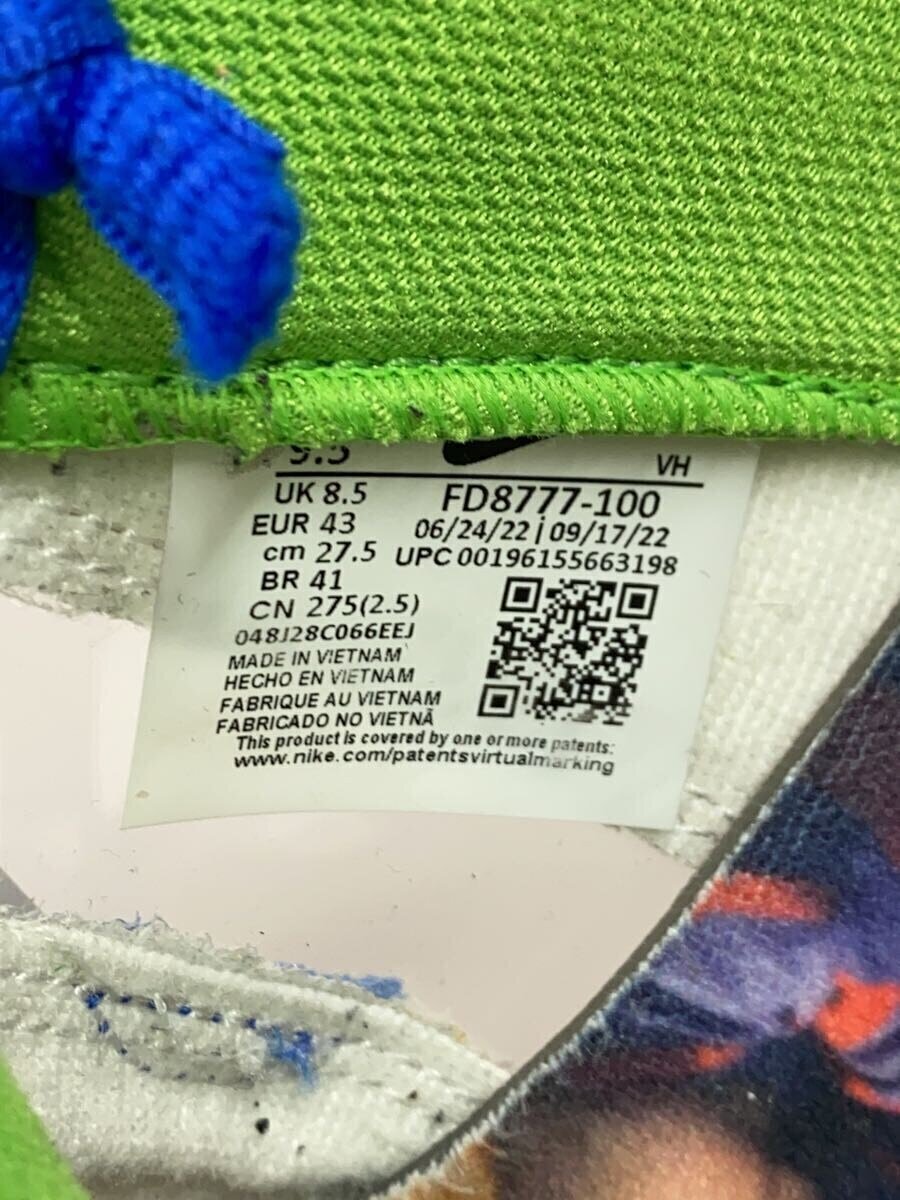 9.5
VH
UK 8.5
FD8777-100
EUR 43
06/24/22 | 09/17/22
cm 27.5
UPC 00196155663198
BR 41
CN 275(2.5)
048J28C066EEJ
MADE IN VIETNAM
HECHO EN VIETNAM
FABRIQUE AU VIETNAM
FABRICADO NO VIETNÃ
This product is covered by one or more patents:
www.nike.com/patentsvirtualmarking